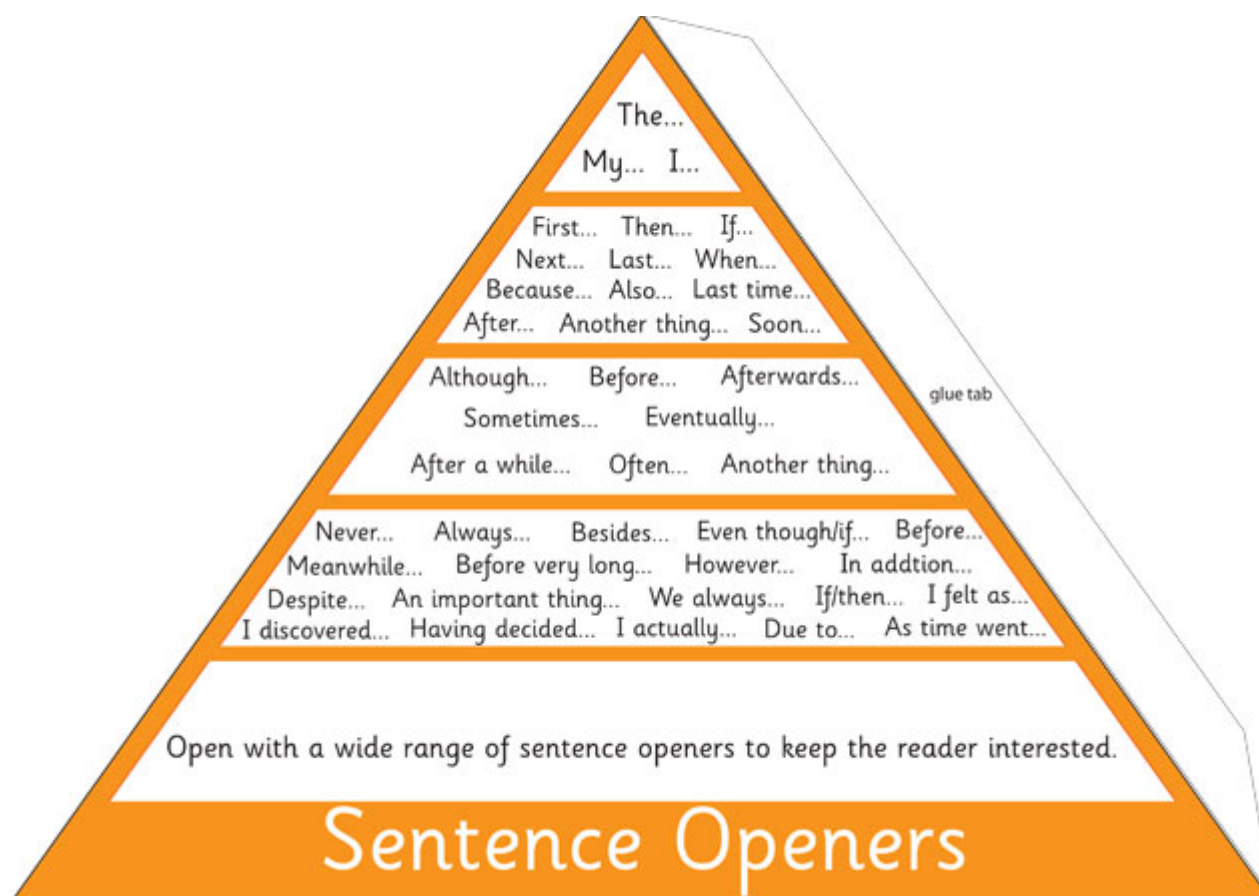 The...
My... I...
First... Then... If...
Next... Last... When...
Because... Also... Last time...
After... Another thing... Soon...
Although... Before... Afterwards...
Sometimes... Eventually...
After a while... Often... Another thing...
glue tab
Never... Always... Besides... Even though/if... Before...
Meanwhile... Before very long... However... In addtion...
Despite... An important thing... We always... If/then... I felt as...
I discovered... Having decided... I actually... Due to... As time went...
Open with a wide range of sentence openers to keep the reader interested.
Sentence Openers